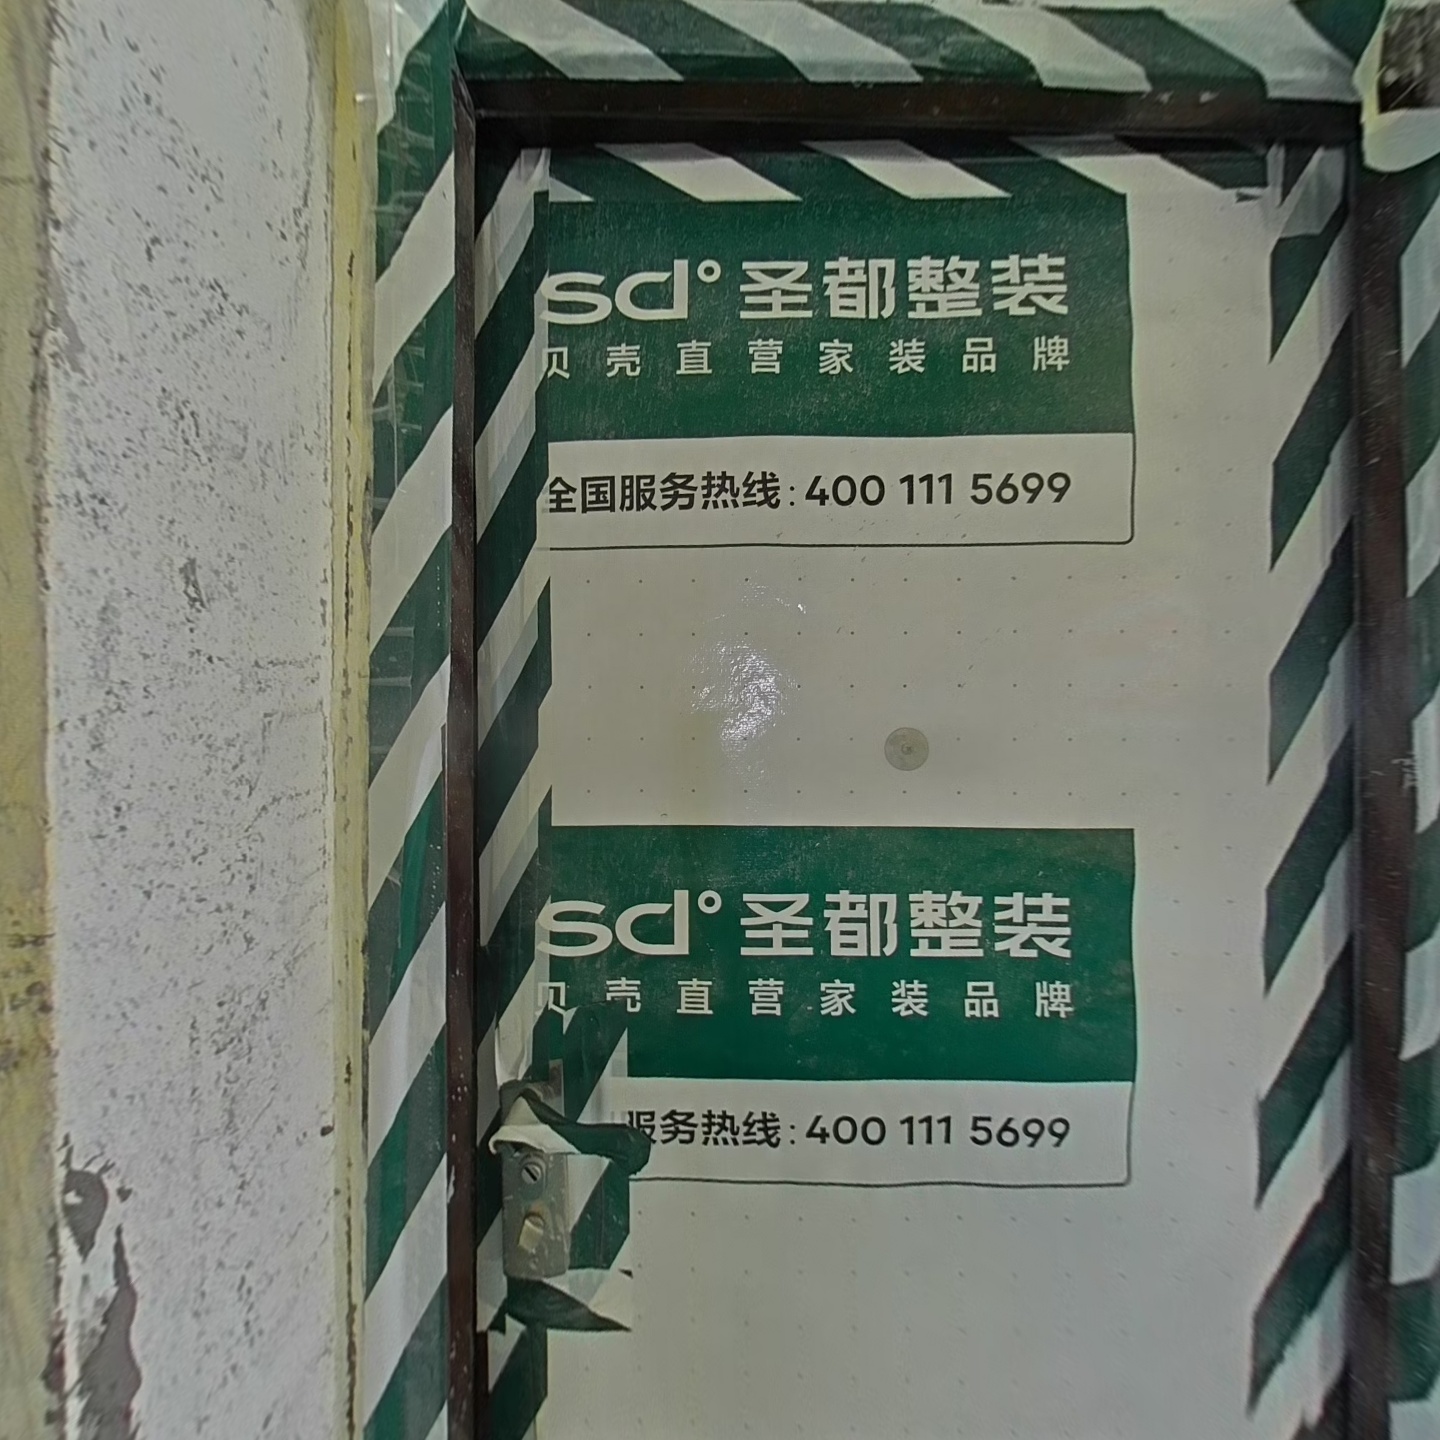 sd° 圣都整装
贝壳直营家装品牌
全国服务热线:400 111 5699
sd° 圣都整装
贝壳直营家装品牌
服务热线:400 111 5699